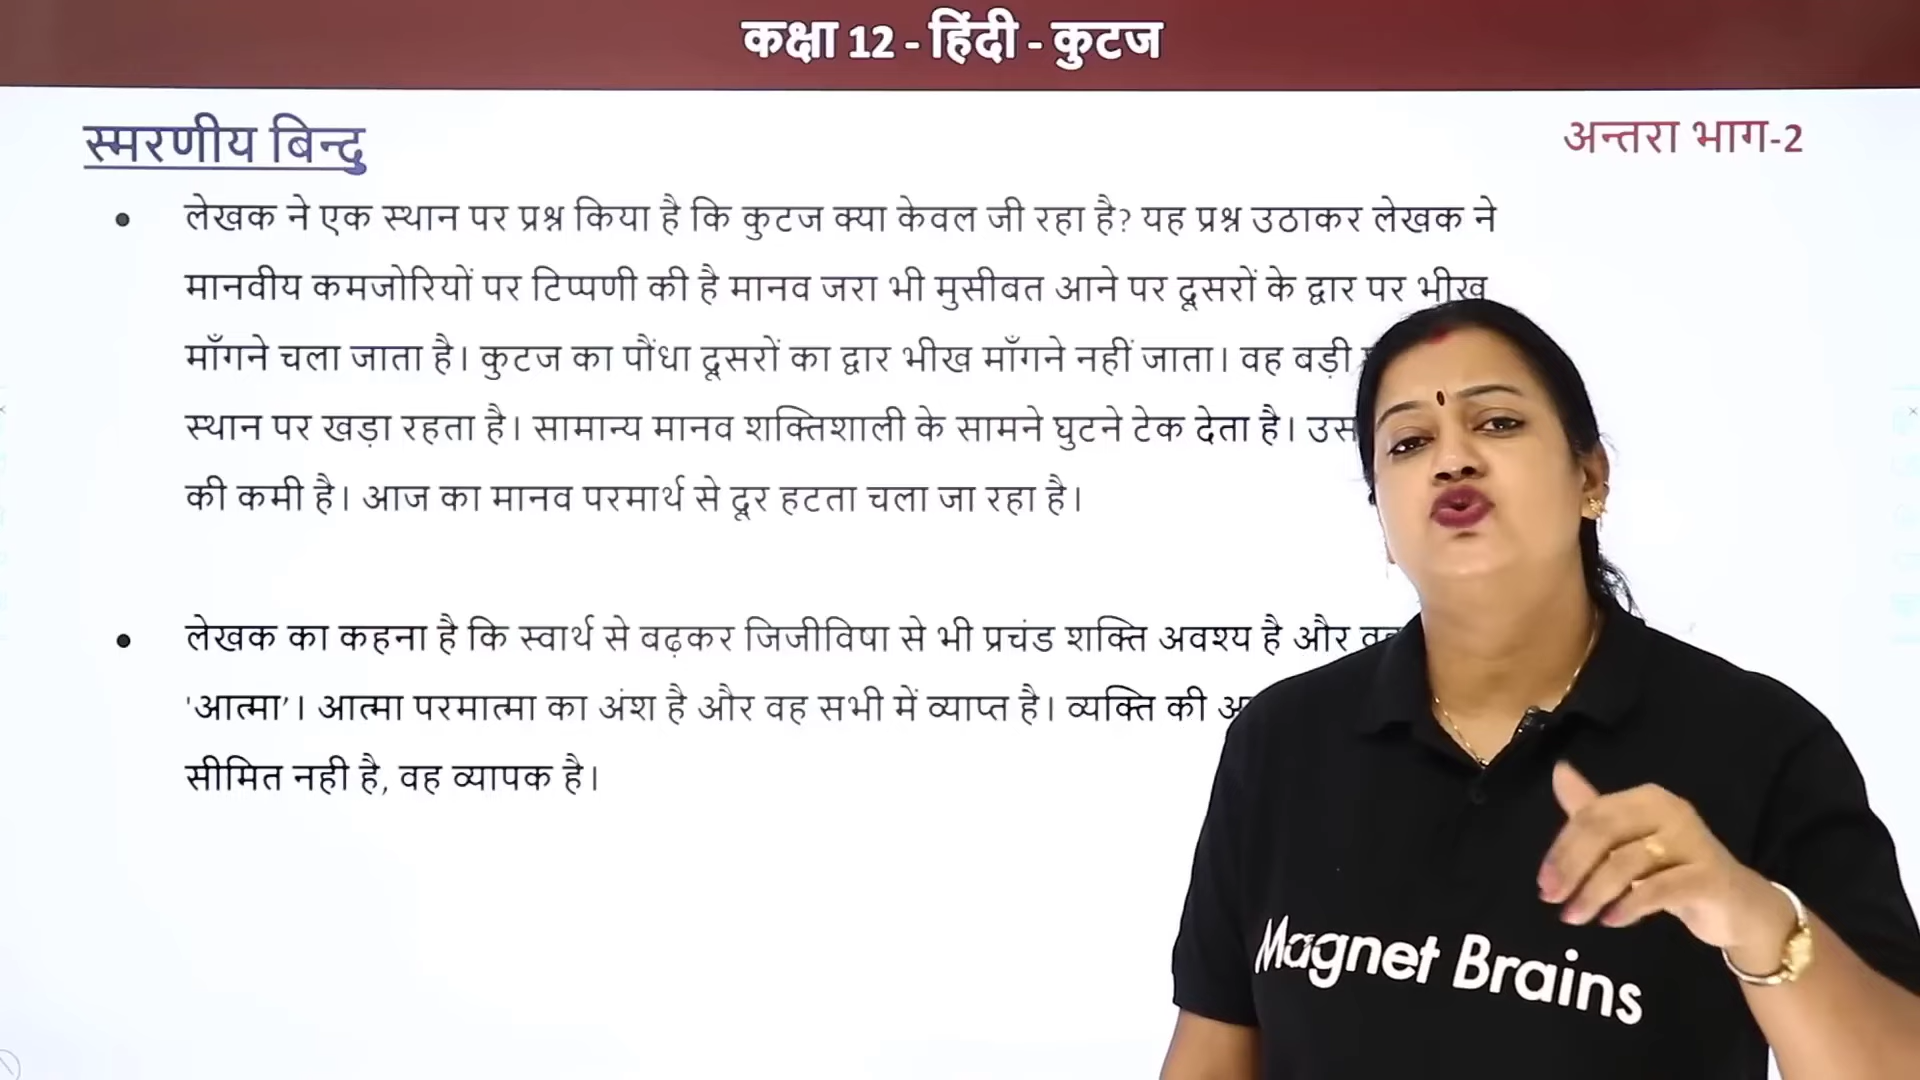 कक्षा 12 - हिंदी - कुटज
स्मरणीय बिन्दु
अन्तरा भाग-2
लेखक ने एक स्थान पर प्रश्न किया है कि कुटज क्या केवल जी रहा है? यह प्रश्न उठाकर लेखक ने
मानवीय कमजोरियों पर टिप्पणी की है मानव जरा भी मुसीबत आने पर दूसरों के द्वार पर भीख
माँगने चला जाता है। कुटज का पौंधा दूसरों का द्वार भीख माँगने नहीं जाता। वह बड़ी
स्थान पर खड़ा रहता है। सामान्य मानव शक्तिशाली के सामने घुटने टेक देता है।
की कमी है। आज का मानव परमार्थ से दूर हटता चला जा रहा है।
लेखक का कहना है कि स्वार्थ से बढ़कर जिजीविषा से भी प्रचंड शक्ति अवश्य है और
'आत्मा’। आत्मा परमात्मा का अंश है और वह सभी में व्याप्त है। व्यक्ति की
सीमित नही है, वह व्यापक है।
Magnet Brains